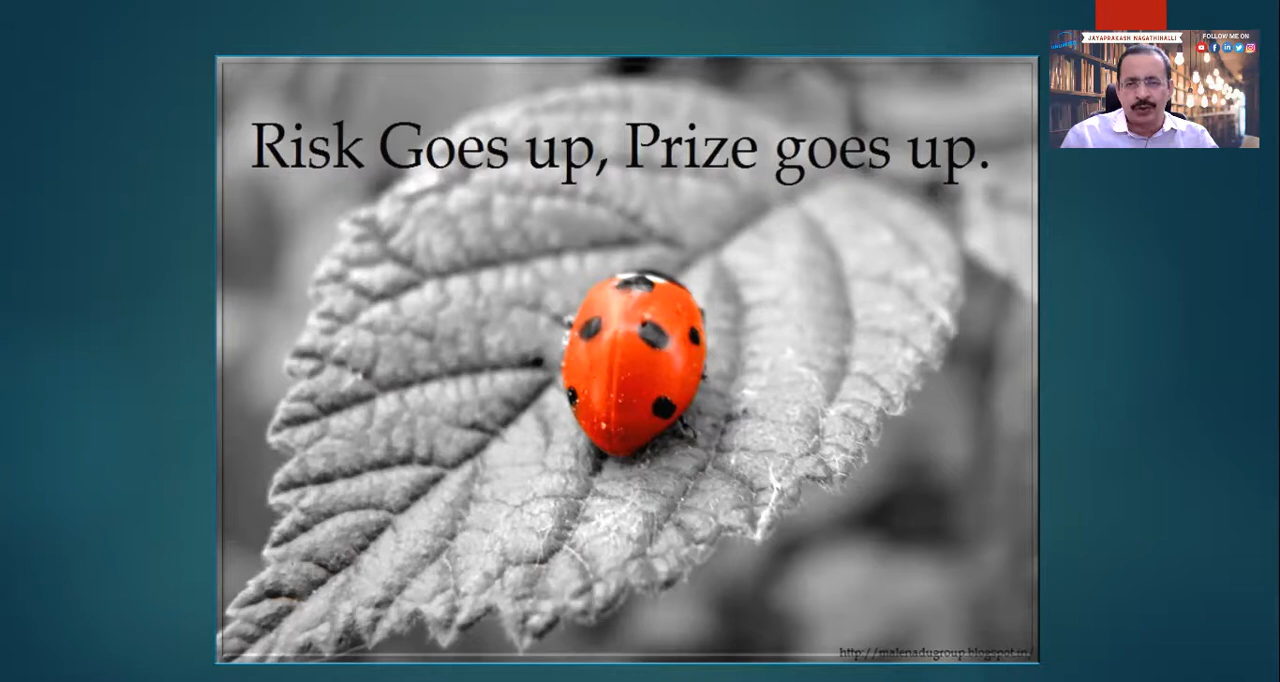 Risk Goes up, Prize goes up.
JAYAPRAKASH NAGATHIHALLI
FOLLOW ME ON
http://malenadugroup.blogspot.in/